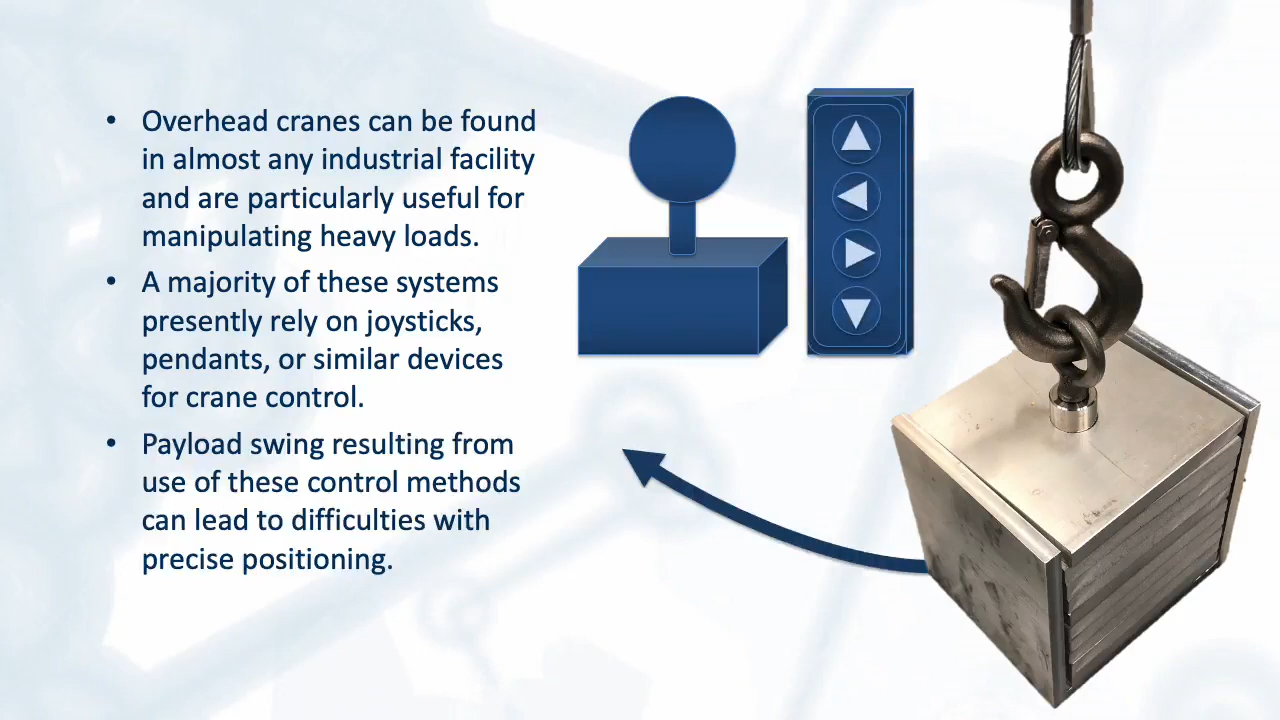 • Overhead cranes can be found
in almost any industrial facility
and are particularly useful for
manipulating heavy loads.
• A majority of these systems
presently rely on joysticks,
pendants, or similar devices
for crane control.
• Payload swing resulting from
use of these control methods
can lead to difficulties with
precise positioning.